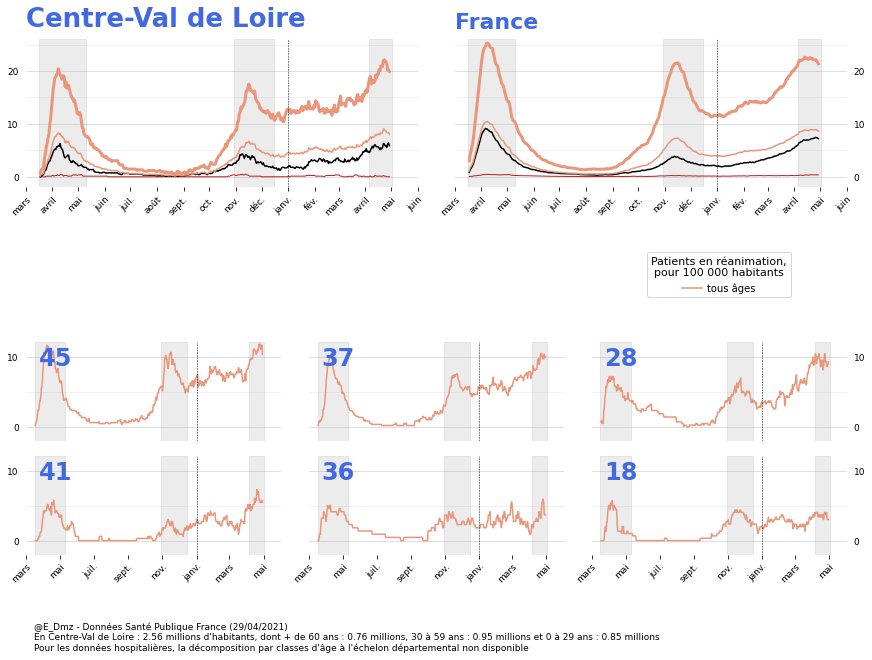 Centre-Val de Loire
France
20
10
0
20
10
0
mars avril mai juin juil. août sept. oct. nov. déc. janv. fév. mars avril mai juin
mars avril mai juin juil. août sept. oct. nov. déc. janv. fév. mars avril mai juin
Patients en réanimation,
pour 100 000 habitants
tous âges
10
0
45
37
28
10
0
10
0
41
36
18
10
0
mars mai juil. sept. nov. janv. mars mai
mars mai juil. sept. nov. janv. mars mai
mars mai juil. sept. nov. janv. mars mai
@E_Dmz - Données Santé Publique France (29/04/2021)
En Centre-Val de Loire : 2.56 millions d'habitants, dont + de 60 ans : 0.76 millions, 30 à 59 ans : 0.95 millions et 0 à 29 ans : 0.85 millions
Pour les données hospitalières, la décomposition par classes d'âge à l'échelon départemental non disponible